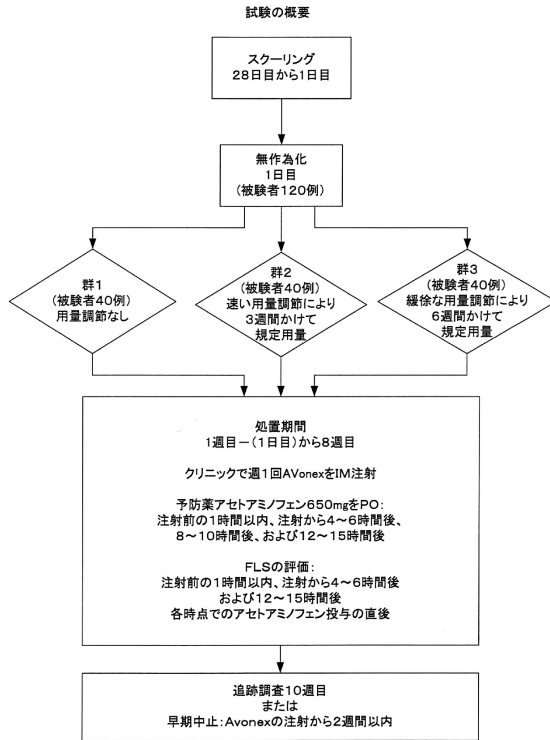 試験の概要
スクーリング
28日目から1日目
無作為化
1日目
(被験者120例)
群1
(被験者40例)
用量調節なし
群2
(被験者40例)
速い用量調節により
3週間かけて
規定用量
群3
(被験者40例)
緩徐な用量調節により
6週間かけて
規定用量
処置期間
1週目－(1日目)から8週目
クリニックで週1回AVonexをIM注射
予防薬アセトアミノフェン650mgをPO:
注射前の1時間以内、注射から4～6時間後、
8～10時間後、および12～15時間後
FLSの評価:
注射前の1時間以内、注射から4～6時間後
および12～15時間後
各時点でのアセトアミノフェン投与の直後
追跡調査10週目
または
早期中止:Avonexの注射から2週間以内